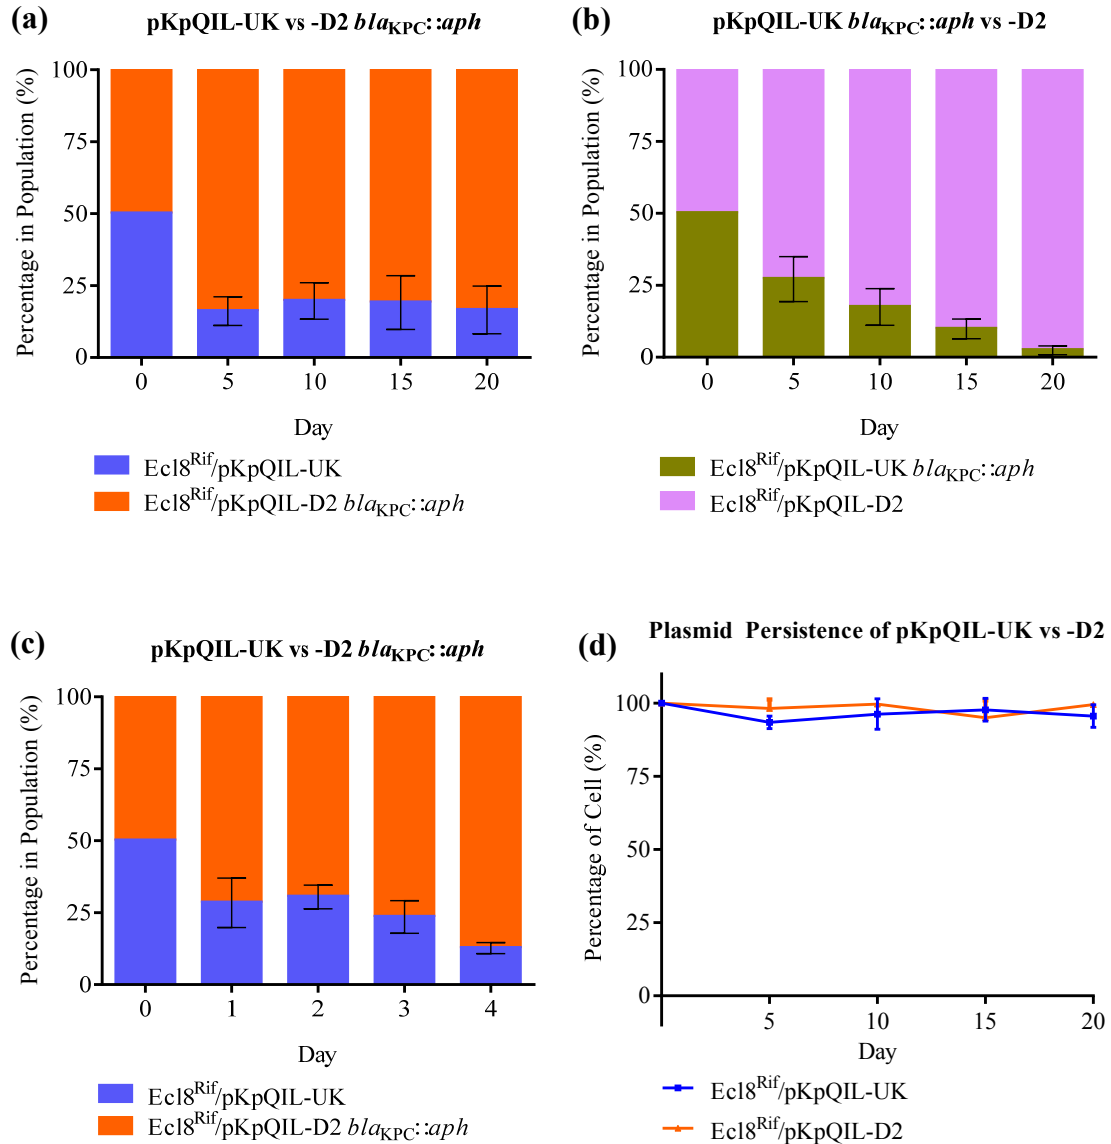 (a)
pKpQIL-UK vs -D2 blaKPC::aph
Percentage in Population (%)
100
75
50
25
0
0 5 10 15 20
Day
Ecl8Rif/pKpQIL-UK
Ecl8Rif/pKpQIL-D2 blaKPC::aph
(b)
pKpQIL-UK blaKPC::aph vs -D2
Percentage in Population (%)
100
75
50
25
0
0 5 10 15 20
Day
Ecl8Rif/pKpQIL-UK blaKPC::aph
Ecl8Rif/pKpQIL-D2
(c)
pKpQIL-UK vs -D2 blaKPC::aph
Percentage in Population (%)
100
75
50
25
0
0 1 2 3 4
Day
Ecl8Rif/pKpQIL-UK
Ecl8Rif/pKpQIL-D2 blaKPC::aph
(d)
Plasmid Persistence of pKpQIL-UK vs -D2
Percentage of Cell (%)
100
75
50
25
0
5 10 15 20
Day
Ecl8Rif/pKpQIL-UK
Ecl8Rif/pKpQIL-D2